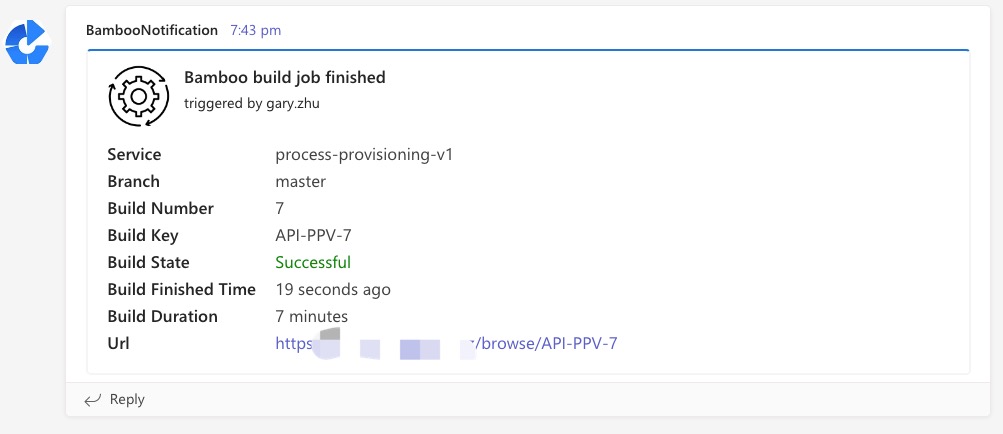 BambooNotification 7:43 pm
Bamboo build job finished
triggered by gary.zhu
Service process-provisioning-v1
Branch master
Build Number 7
Build Key API-PPV-7
Build State Successful
Build Finished Time 19 seconds ago
Build Duration 7 minutes
Url https /browse/API-PPV-7
Reply